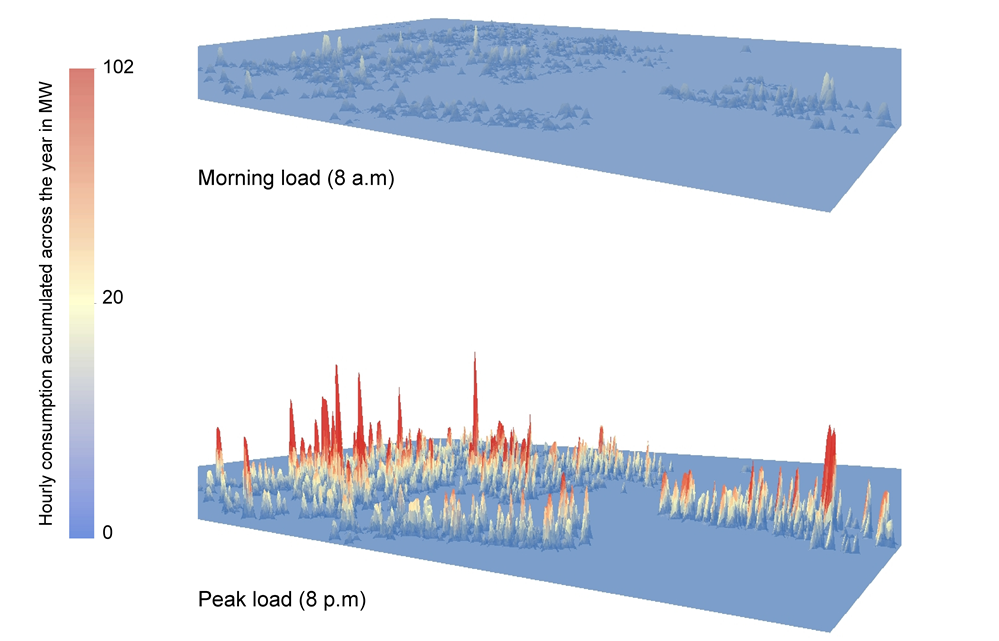 Hourly consumption accumulated across the year in MW
102
20
0
Morning load (8 a.m)
Peak load (8 p.m)